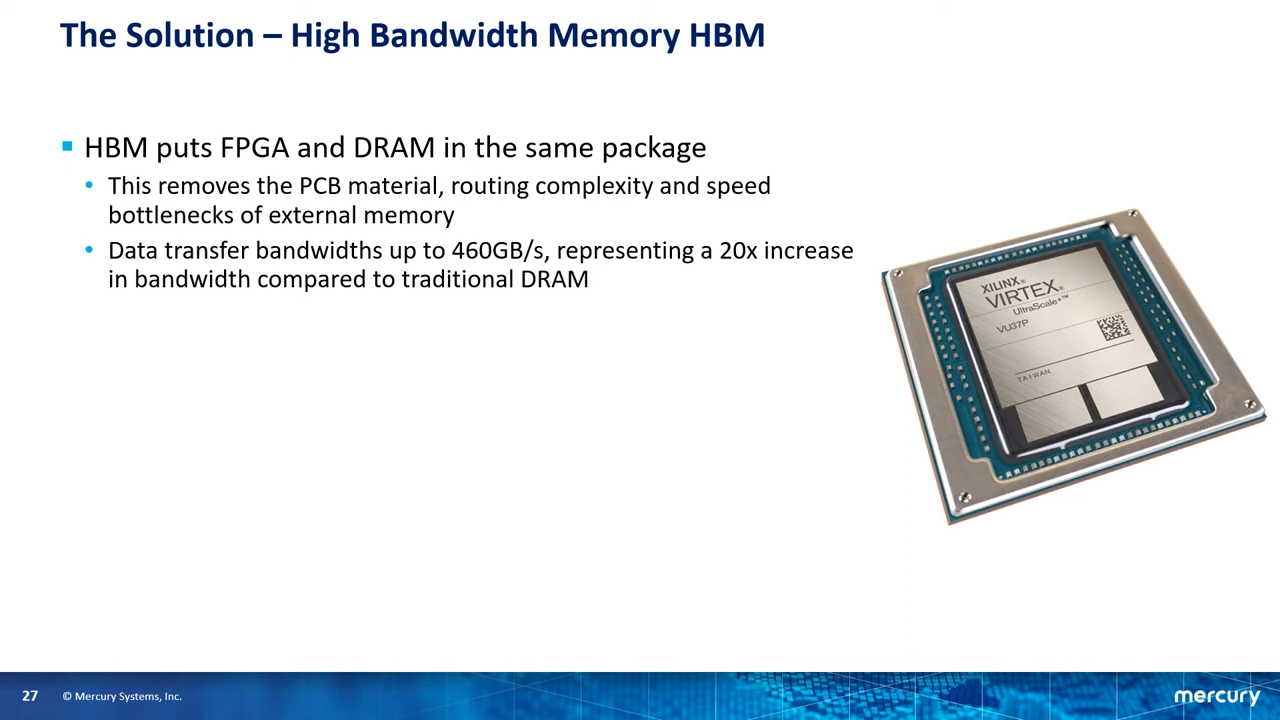 The Solution – High Bandwidth Memory HBM
HBM puts FPGA and DRAM in the same package
This removes the PCB material, routing complexity and speed
bottlenecks of external memory
Data transfer bandwidths up to 460GB/s, representing a 20x increase
in bandwidth compared to traditional DRAM
XILINX®
VIRTEX®
UltraScale+™
VU37P
TAIWAN
27
© Mercury Systems, Inc.
mercury